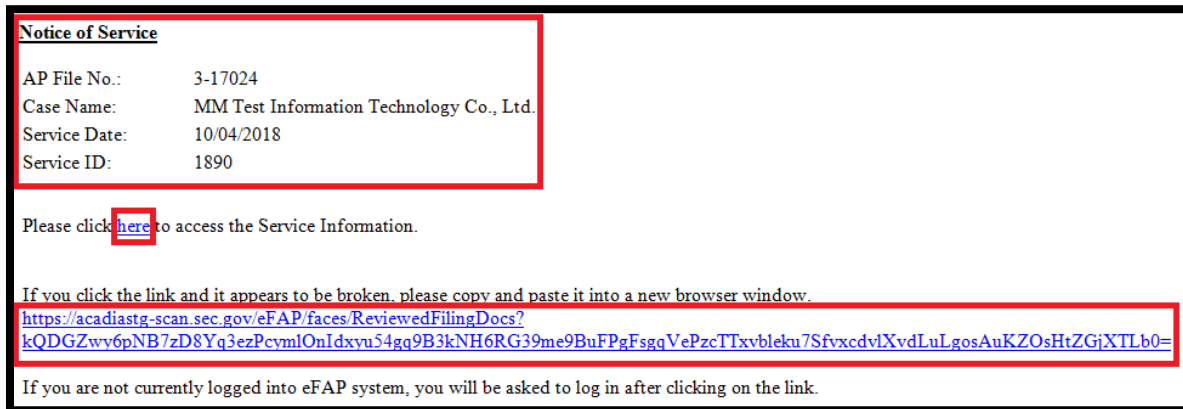 Notice of Service
AP File No.: 3-17024
Case Name: MM Test Information Technology Co., Ltd.
Service Date: 10/04/2018
Service ID: 1890
Please click here to access the Service Information.
If you click the link and it appears to be broken, please copy and paste it into a new browser window.
https://acadiastg-scan.sec.gov/eFAP/faces/ReviewedFilingDocs?
kQDGZwy6pNB7zD8Yq3ezPcymlOnIdxyu54gq9B3kNH6RG39me9BuFPgFsgqVePzcTTxvbleku7SfvxcdvlXvdLuLgosAuKZOsHtZGjXTLb0=
If you are not currently logged into eFAP system, you will be asked to log in after clicking on the link.